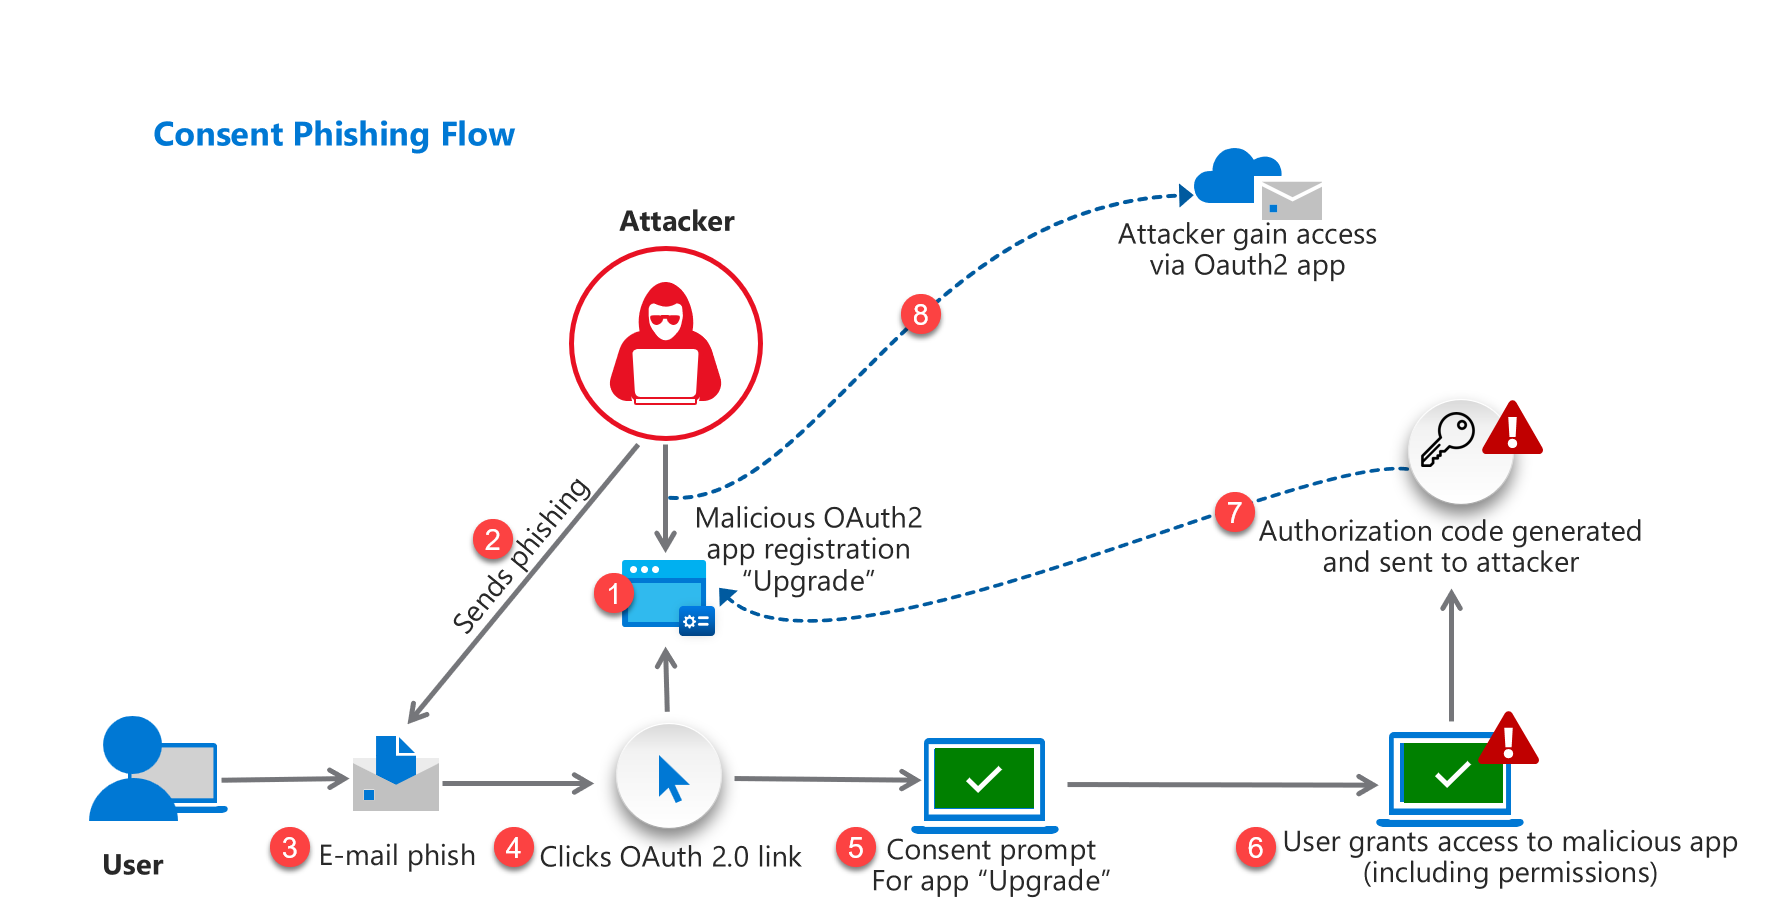 Consent Phishing Flow
Attacker
Attacker gain access
via Oauth2 app
8
7
2
Sends phishing
Malicious OAuth2
app registration
“Upgrade”
1
Authorization code generated
and sent to attacker
User
3
E-mail phish
4
Clicks OAuth 2.0 link
5
Consent prompt
For app “Upgrade”
6
User grants access to malicious app
(including permissions)